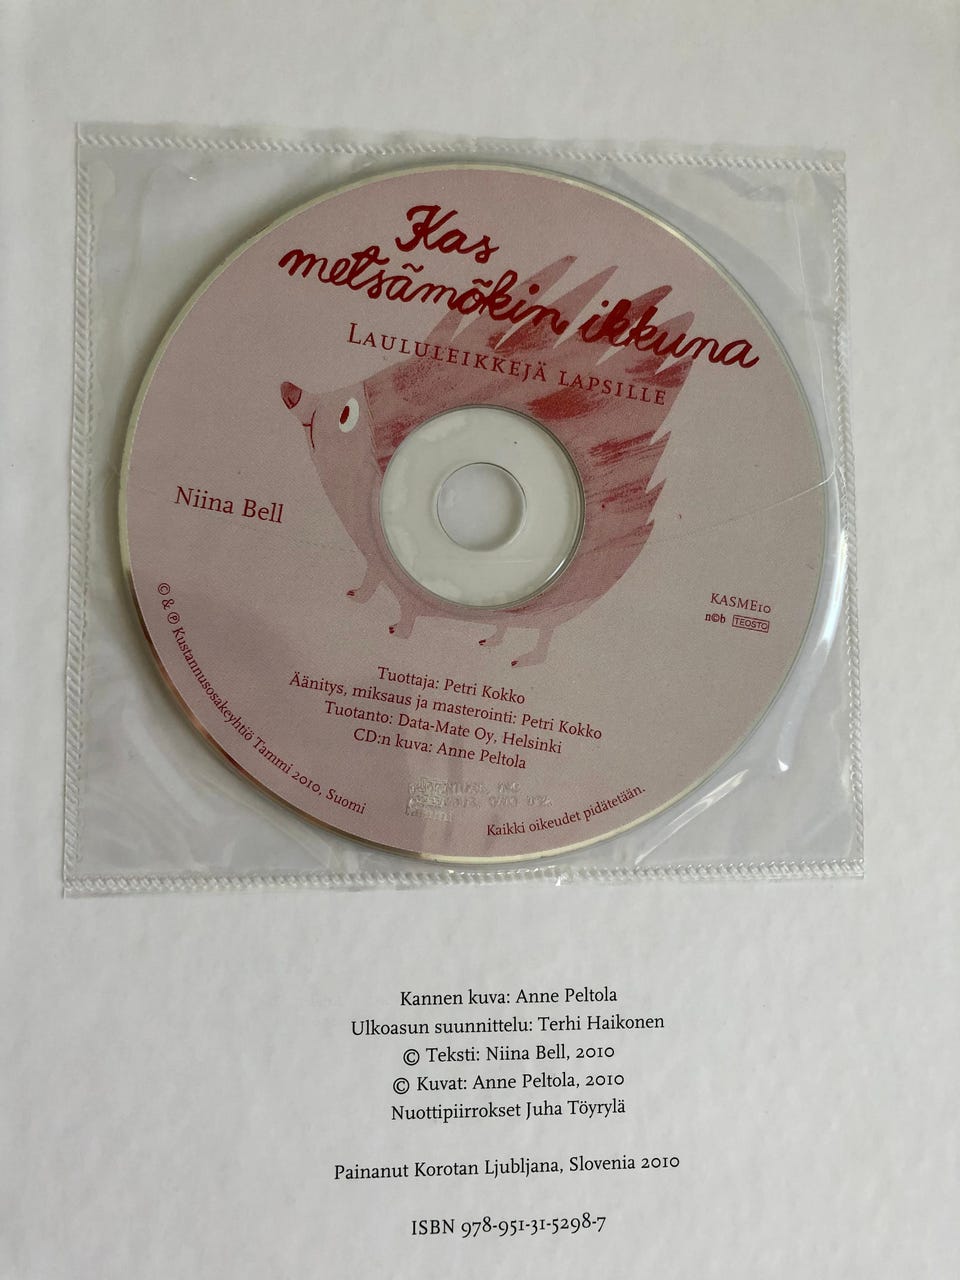 Kas
metsämökin ikkuna
LAULULEIKKEJÄ LAPSILLE
Niina Bell
KASME10
n©b TEOSTO
Tuottaja: Petri Kokko
Äänitys, miksaus ja masterointi: Petri Kokko
Tuotanto: Data-Mate Oy, Helsinki
CD:n kuva: Anne Peltola
© & ℗ Kustannusosakeyhtiö Tammi 2010, Suomi
Kaikki oikeudet pidätetään.
Kannen kuva: Anne Peltola
Ulkoasun suunnittelu: Terhi Haikonen
© Teksti: Niina Bell, 2010
© Kuvat: Anne Peltola, 2010
Nuottipiirrokset Juha Töyrylä
Painanut Korotan Ljubljana, Slovenia 2010
ISBN 978-951-31-5298-7